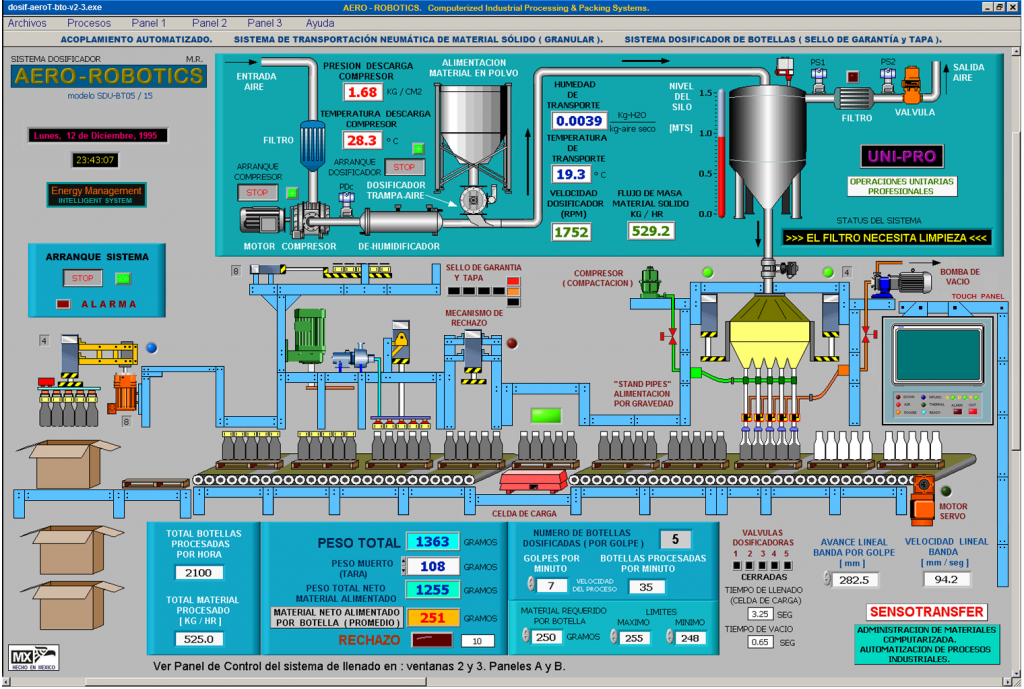 dosif-aeroT-bto-v2-3.exe
AERO - ROBOTICS. Computerized Industrial Processing & Packing Systems.
Archivos Procesos Panel 1 Panel 2 Panel 3 Ayuda
ACOPLAMIENTO AUTOMATIZADO. SISTEMA DE TRANSPORTACIÓN NEUMÁTICA DE MATERIAL SÓLIDO ( GRANULAR ). SISTEMA DOSIFICADOR DE BOTELLAS ( SELLO DE GARANTÍA y TAPA ).
SISTEMA DOSIFICADOR M.R.
AERO - ROBOTICS
modelo SDU-BT05 / 15
Lunes, 12 de Diciembre, 1995
23:43:07
Energy Management
INTELLIGENT SYSTEM
ARRANQUE SISTEMA
STOP
ALARMA
ENTRADA
AIRE
FILTRO
ARRANQUE
COMPRESOR
STOP
PRESION DESCARGA
COMPRESOR
1.68 KG / CM2
TEMPERATURA DESCARGA
COMPRESOR
28.3 ° C
ARRANQUE
DOSIFICADOR
STOP
PDc
DOSIFICADOR
TRAMPA-AIRE
MOTOR COMPRESOR DE-HUMIDIFICADOR
ALIMENTACION
MATERIAL EN POLVO
HUMEDAD
DE
TRANSPORTE
0.0039
Kg-H2O
kg-aire seco
TEMPERATURA
DE
TRANSPORTE
19.3 ° C
VELOCIDAD
DOSIFICADOR
(RPM)
1752
FLUJO DE MASA
MATERIAL SOLIDO
KG / HR
529.2
NIVEL
DEL
SILO
[MTS]
1.5
1.0
0.5
0.0
PS1
PS2
FILTRO
VALVULA
SALIDA
AIRE
UNI-PRO
OPERACIONES UNITARIAS
PROFESIONALES
STATUS DEL SISTEMA
>>> EL FILTRO NECESITA LIMPIEZA <<<
8
SELLO DE GARANTIA
Y TAPA
MECANISMO DE
RECHAZO
COMPRESOR
( COMPACTACION )
4
BOMBA DE
VACIO
TOUCH PANEL
4
8
"STAND PIPES"
ALIMENTACION
POR GRAVEDAD
CELDA DE CARGA
MOTOR
SERVO
TOTAL BOTELLAS
PROCESADAS
POR HORA
2100
TOTAL MATERIAL
PROCESADO
[ KG / HR ]
525.0
PESO TOTAL 1363 GRAMOS
PESO MUERTO
(TARA)
108 GRAMOS
PESO TOTAL NETO
MATERIAL ALIMENTADO
1255 GRAMOS
MATERIAL NETO ALIMENTADO
POR BOTELLA ( PROMEDIO )
251 GRAMOS
RECHAZO 10
NUMERO DE BOTELLAS
DOSIFICADAS ( POR GOLPE )
5
GOLPES POR
MINUTO
7
VELOCIDAD
DEL PROCESO
BOTELLAS PROCESADAS
POR MINUTO
35
MATERIAL REQUERIDO
POR BOTELLA
250 GRAMOS
LIMITES
MAXIMO MINIMO
255 248
VALVULAS
DOSIFICADORAS
1 2 3 4 5
CERRADAS
TIEMPO DE LLENADO
(CELDA DE CARGA)
3.25 SEG
TIEMPO DE VACIO
0.65 SEG
AVANCE LINEAL
BANDA POR GOLPE
[ mm ]
282.5
VELOCIDAD LINEAL
BANDA
[ mm / seg ]
94.2
SENSOTRANSFER
ADMINISTRACION DE MATERIALES
COMPUTARIZADA.
AUTOMATIZACION DE PROCESOS
INDUSTRIALES.
MX
HECHO EN MEXICO
Ver Panel de Control del sistema de llenado en : ventanas 2 y 3. Paneles A y B.